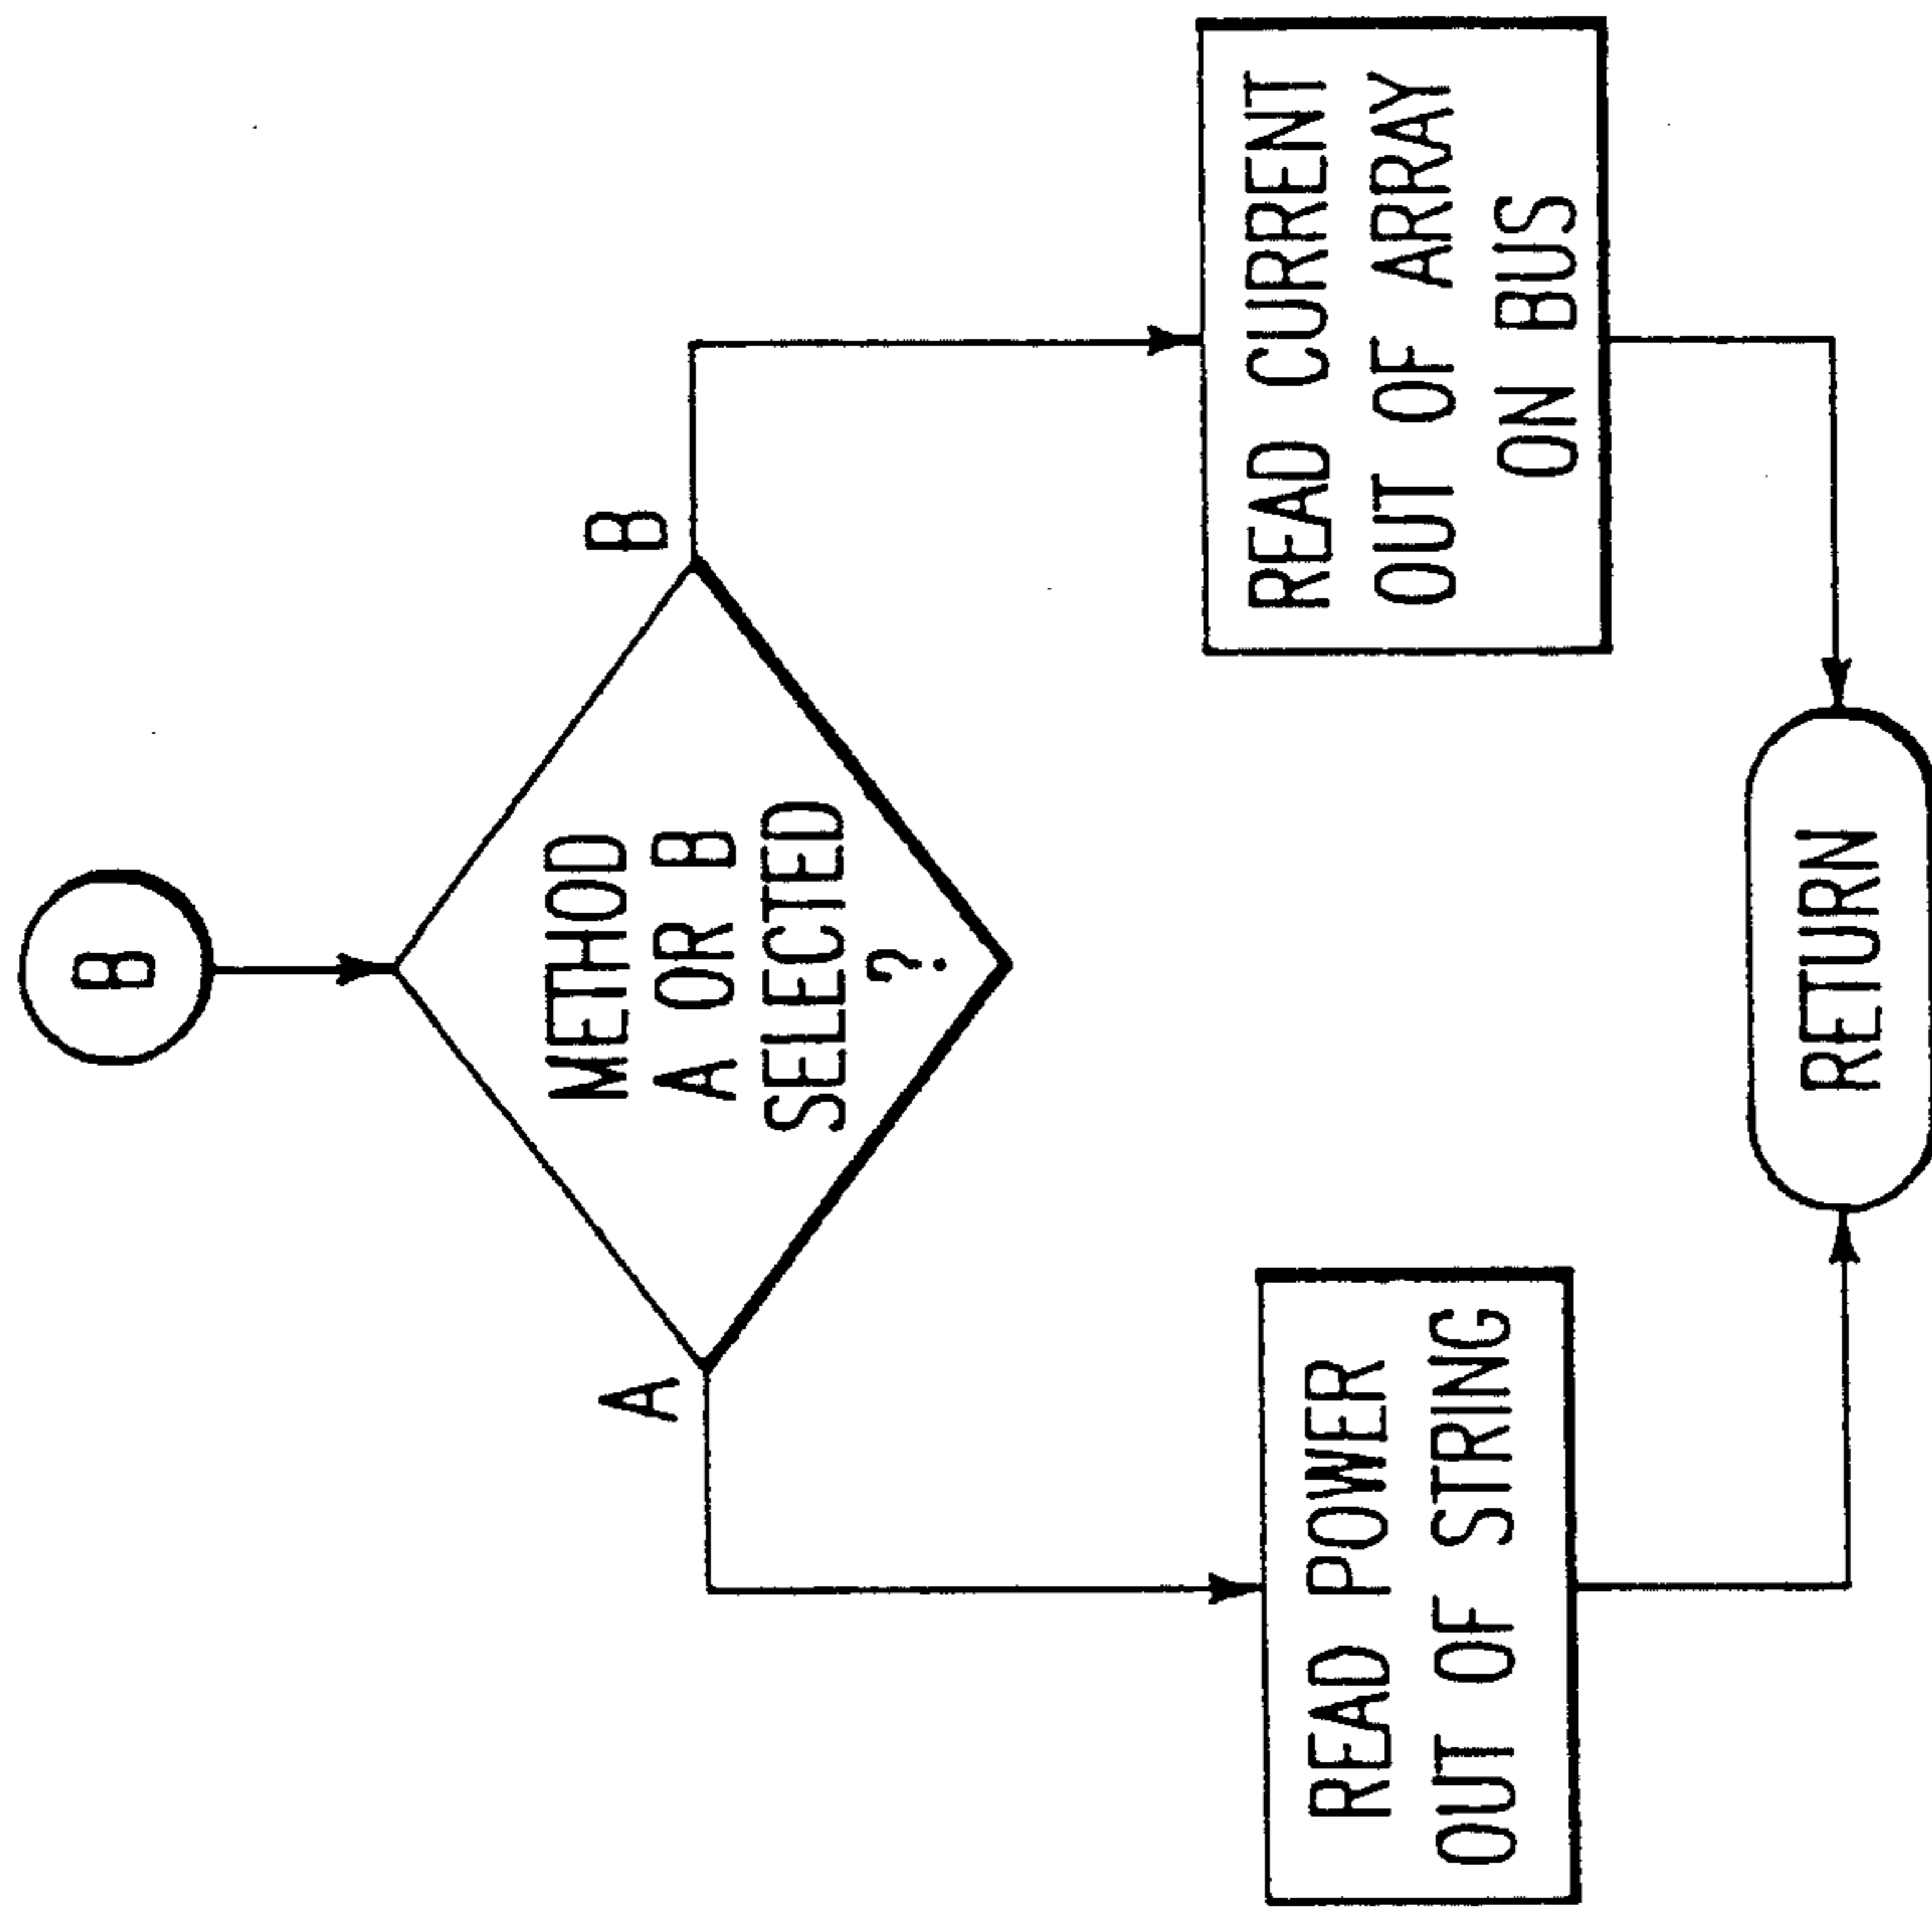 B
METHOD
A OR B
SELECTED
?
A
B
READ POWER
OUT OF STRING
READ CURRENT
OUT OF ARRAY
ON BUS
RETURN